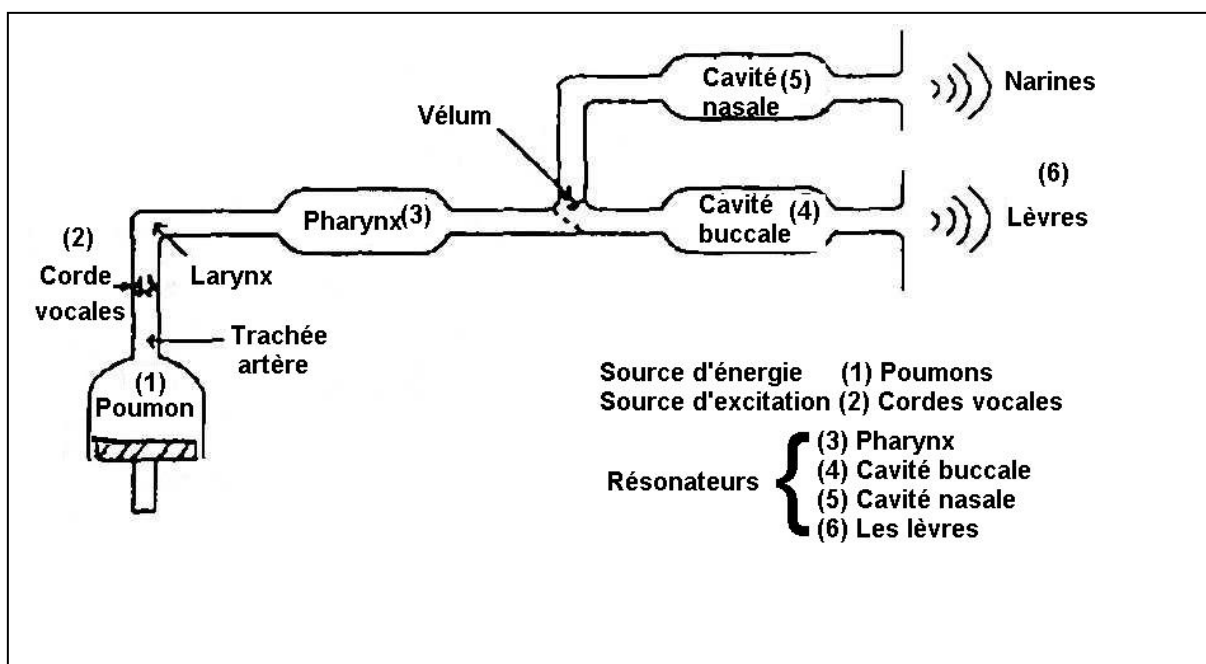 Cavité (5)
nasale
Narines
Vélum
(6)
Lèvres
Cavité (4)
buccale
Pharynx(3)
(2)
Corde
vocales
Larynx
Trachée
artère
(1)
Poumon
Source d'énergie (1) Poumons
Source d'excitation (2) Cordes vocales
Résonateurs {
(3) Pharynx
(4) Cavité buccale
(5) Cavité nasale
(6) Les lèvres